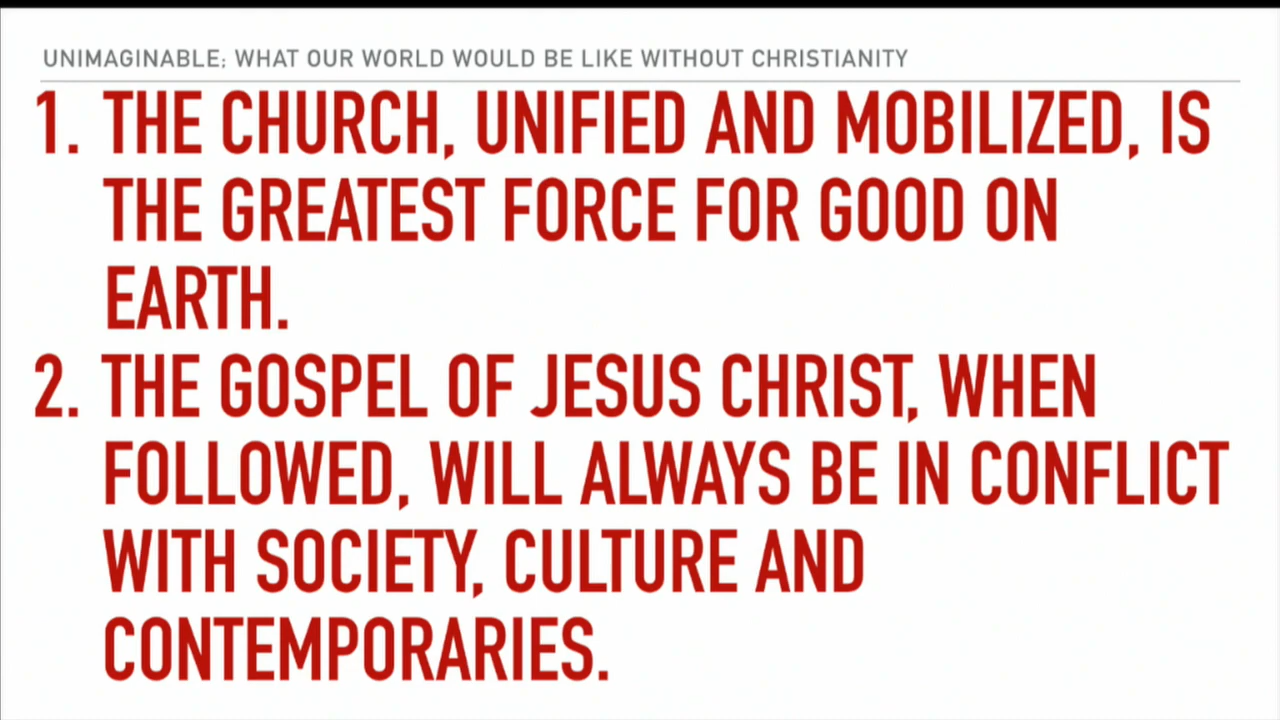 UNIMAGINABLE; WHAT OUR WORLD WOULD BE LIKE WITHOUT CHRISTIANITY
1. THE CHURCH, UNIFIED AND MOBILIZED, IS
THE GREATEST FORCE FOR GOOD ON
EARTH.
2. THE GOSPEL OF JESUS CHRIST, WHEN
FOLLOWED, WILL ALWAYS BE IN CONFLICT
WITH SOCIETY, CULTURE AND
CONTEMPORARIES.